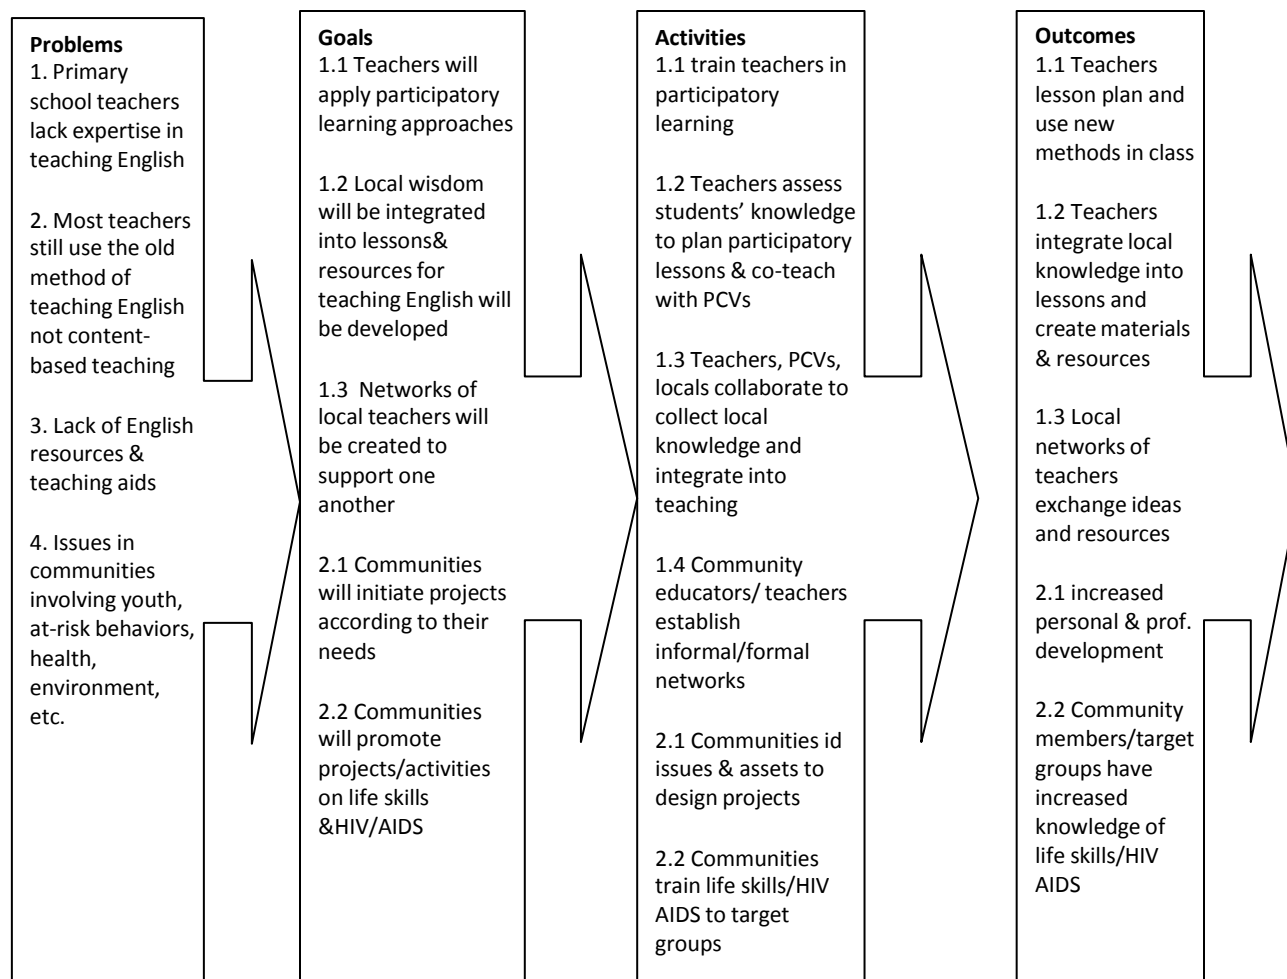 Problems
1. Primary
school teachers
lack expertise in
teaching English
2. Most teachers
still use the old
method of
teaching English
not content-
based teaching
3. Lack of English
resources &
teaching aids
4. Issues in
communities
involving youth,
at-risk behaviors,
health,
environment,
etc.
Goals
1.1 Teachers will
apply participatory
learning approaches
1.2 Local wisdom
will be integrated
into lessons&
resources for
teaching English will
be developed
1.3 Networks of
local teachers will
be created to
support one
another
2.1 Communities
will initiate projects
according to their
needs
2.2 Communities
will promote
projects/activities
on life skills
&HIV/AIDS
Activities
1.1 train teachers in
participatory
learning
1.2 Teachers assess
students’ knowledge
to plan participatory
lessons & co-teach
with PCVs
1.3 Teachers, PCVs,
locals collaborate to
collect local
knowledge and
integrate into
teaching
1.4 Community
educators/ teachers
establish
informal/formal
networks
2.1 Communities id
issues & assets to
design projects
2.2 Communities
train life skills/HIV
AIDS to target
groups
Outcomes
1.1 Teachers
lesson plan and
use new
methods in class
1.2 Teachers
integrate local
knowledge into
lessons and
create materials
& resources
1.3 Local
networks of
teachers
exchange ideas
and resources
2.1 increased
personal & prof.
development
2.2 Community
members/target
groups have
increased
knowledge of
life skills/HIV
AIDS